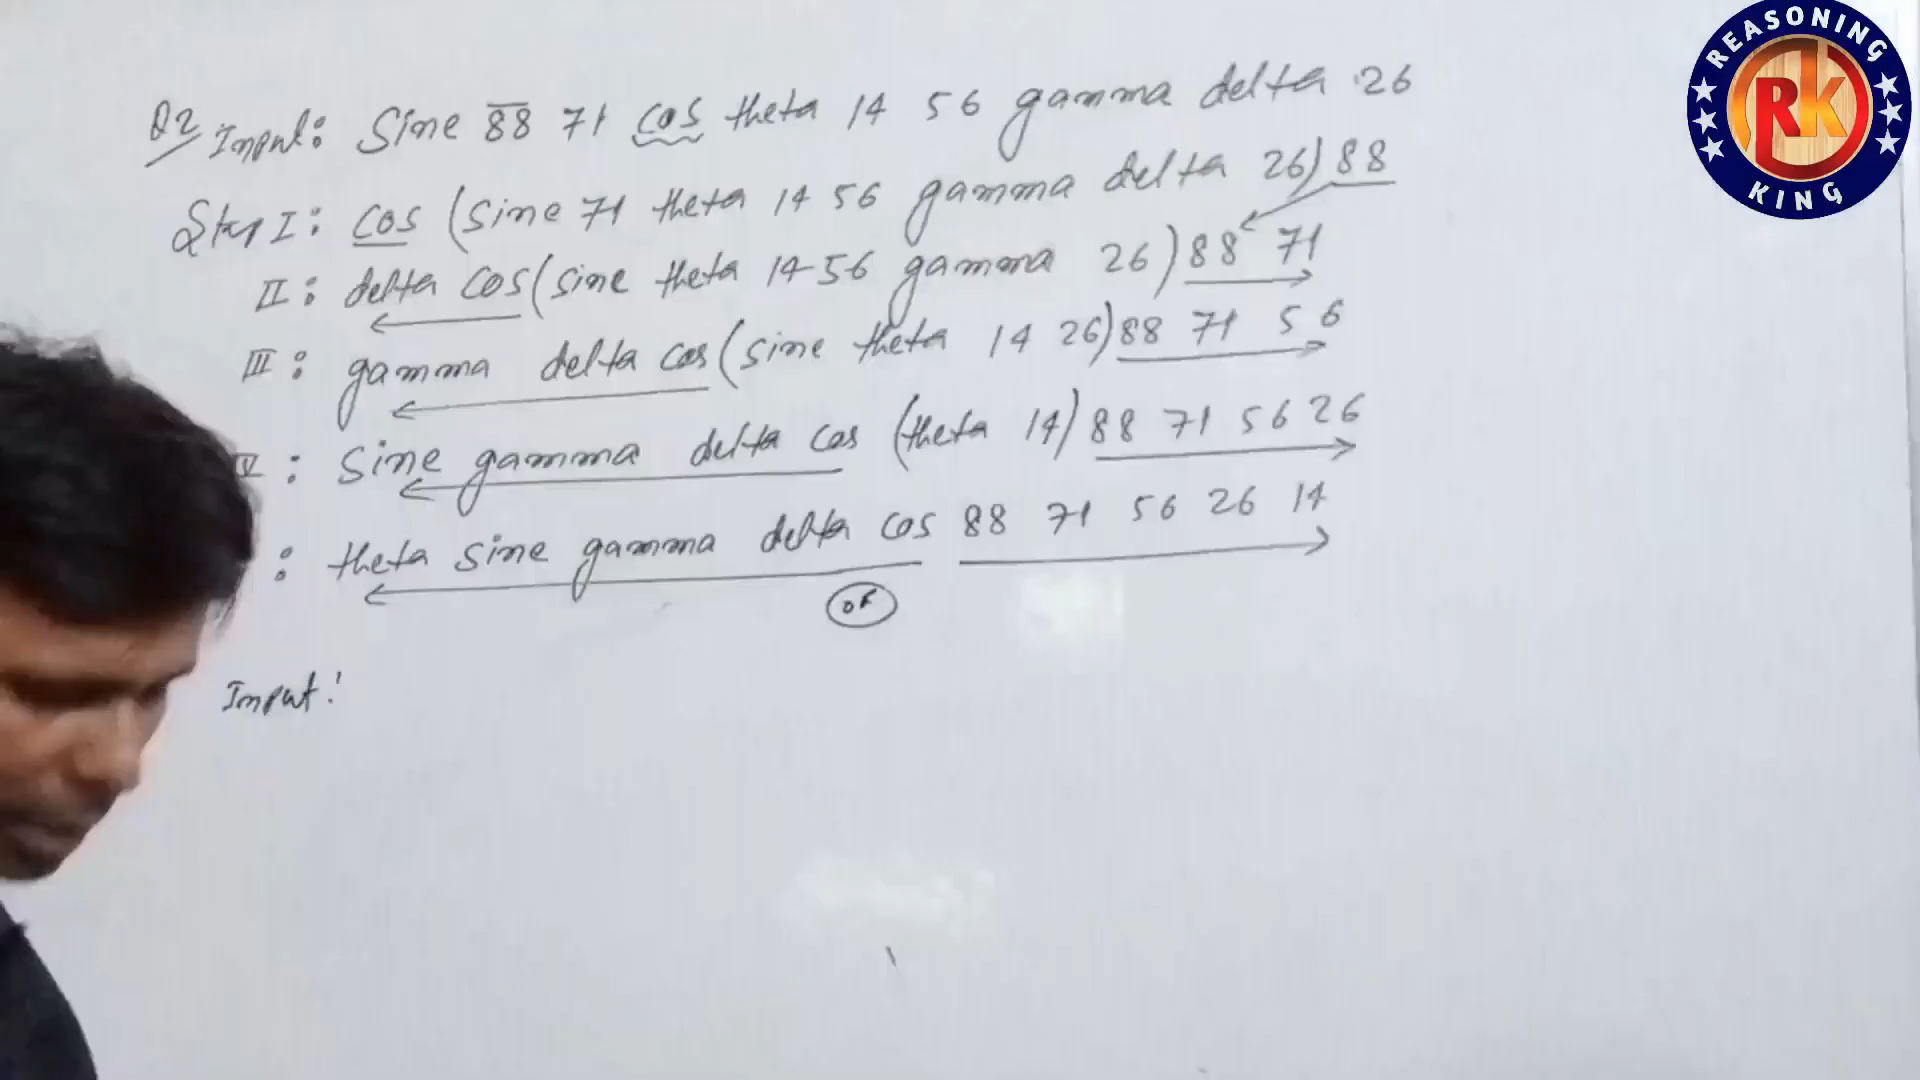 REASONING
RK
KING
Q2 Input: Sine 88 71 cos theta 14 56 gamma delta 26
Step I: cos (sine 71 theta 14 56 gamma delta 26) 88
II: delta cos (sine theta 14 56 gamma 26) 88 71
III: gamma delta cos (sine theta 14 26) 88 71 56
V: Sine gamma delta cos (theta 14) 88 71 56 26
: theta sine gamma delta cos 88 71 56 26 14
or
Input: